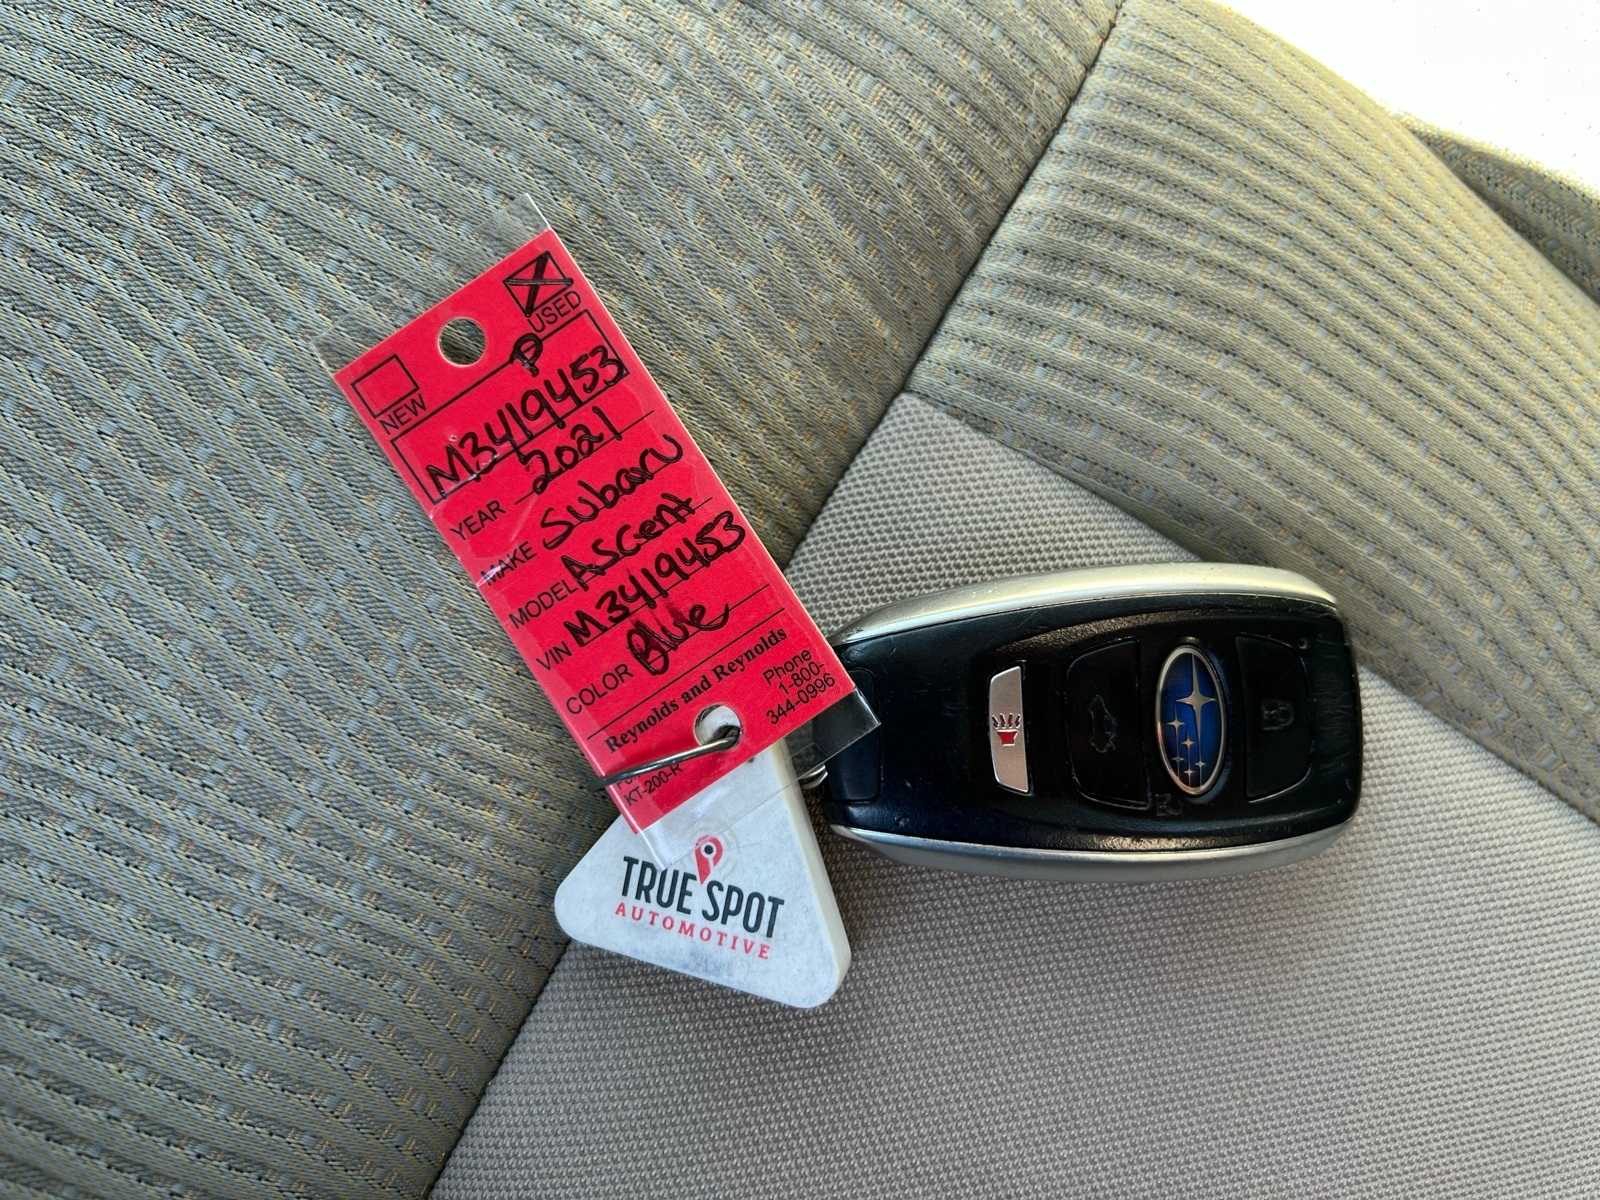 USED
NEW
P
M3419453
YEAR 2021
MAKE Subaru
MODEL Ascent
VIN M3419453
COLOR Blue
Reynolds and Reynolds
Phone
1-800-
344-0996
KT-200-R
TRUE SPOT
AUTOMOTIVE